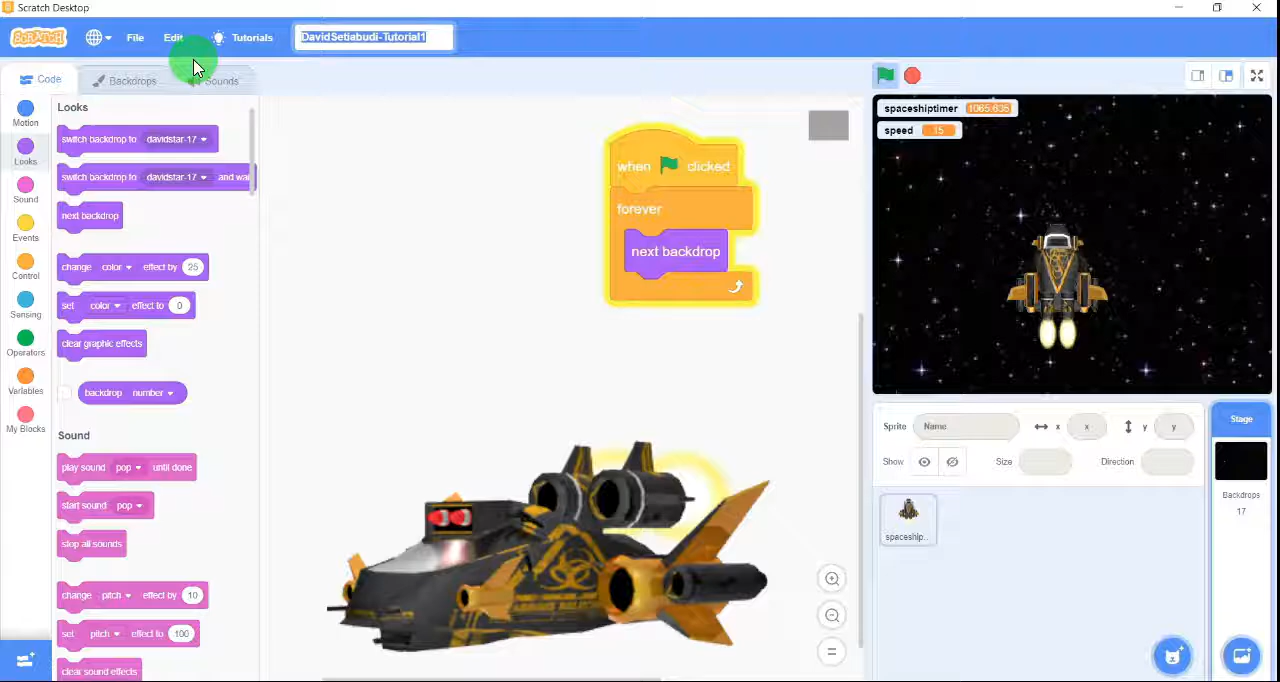 Scratch Desktop
SCRATCH
File
Edit
Tutorials
DavidSetiabudi-Tutorial1
Code
Backdrops
Sounds
Motion
Looks
Sound
Events
Control
Sensing
Operators
Variables
My Blocks
Looks
switch backdrop to davidstar-17
switch backdrop to davidstar-17 and wai
next backdrop
change color effect by 25
set color effect to 0
clear graphic effects
backdrop number
Sound
play sound pop until done
start sound pop
stop all sounds
change pitch effect by 10
set pitch effect to 100
clear sound effects
when clicked
forever
next backdrop
spaceshiptimer 1065.635
speed 15
Sprite Name x x y y
Show Size Direction
spaceship...
Stage
Backdrops
17